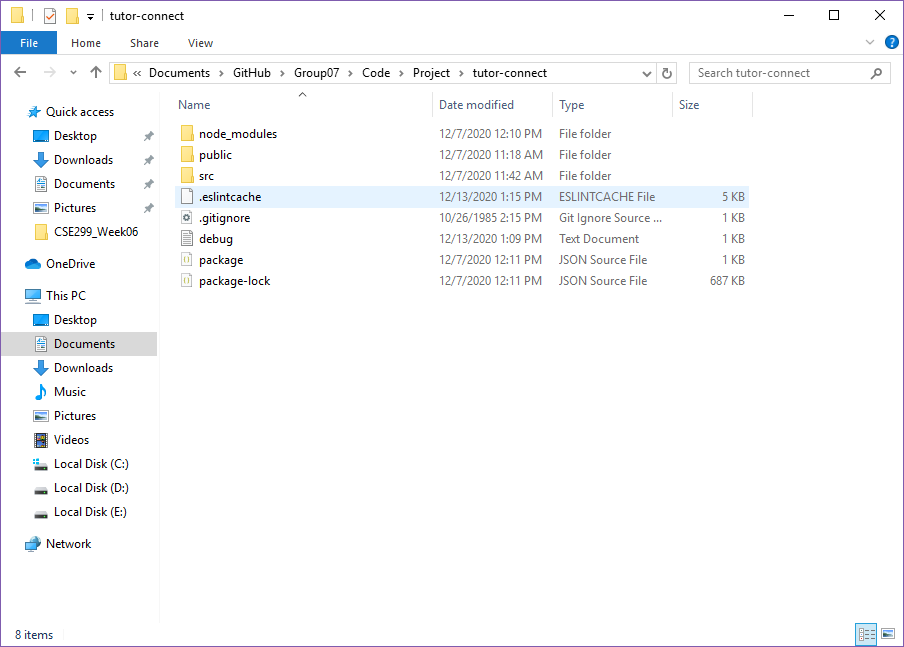 tutor-connect
File Home Share View
« Documents › GitHub › Group07 › Code › Project › tutor-connect
Search tutor-connect
Quick access
Desktop
Downloads
Documents
Pictures
CSE299_Week06
OneDrive
This PC
Desktop
Documents
Downloads
Music
Pictures
Videos
Local Disk (C:)
Local Disk (D:)
Local Disk (E:)
Network
Name Date modified Type Size
node_modules 12/7/2020 12:10 PM File folder
public 12/7/2020 11:18 AM File folder
src 12/7/2020 11:42 AM File folder
.eslintcache 12/13/2020 1:15 PM ESLINTCACHE File 5 KB
.gitignore 10/26/1985 2:15 PM Git Ignore Source ... 1 KB
debug 12/13/2020 1:09 PM Text Document 1 KB
package 12/7/2020 12:11 PM JSON Source File 1 KB
package-lock 12/7/2020 12:11 PM JSON Source File 687 KB
8 items